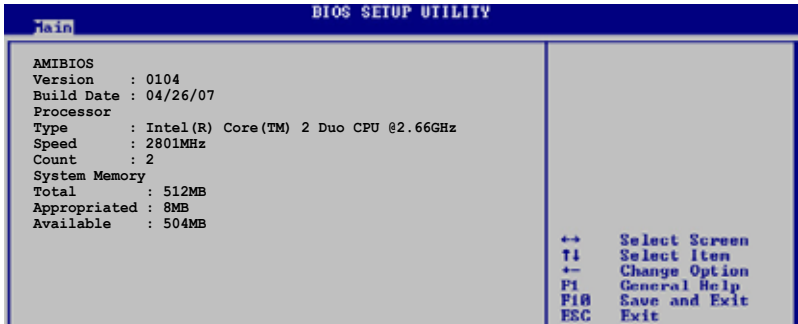 BIOS SETUP UTILITY
Main
AMIBIOS
Version : 0104
Build Date : 04/26/07
Processor
Type : Intel(R) Core(TM) 2 Duo CPU @2.66GHz
Speed : 2801MHz
Count : 2
System Memory
Total : 512MB
Appropriated : 8MB
Available : 504MB
←→ Select Screen
↑↓ Select Item
+- Change Option
F1 General Help
F10 Save and Exit
ESC Exit